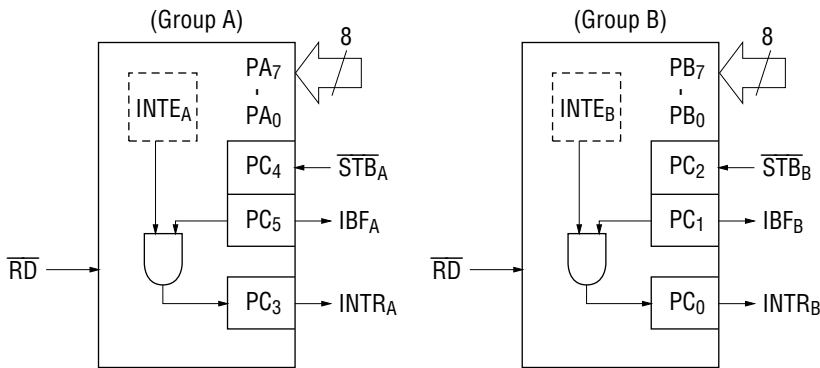 (Group A)
8
PA7
PA0
INTEA
PC4
STBA
PC5
IBFA
RD
PC3
INTRA
(Group B)
8
PB7
PB0
INTEB
PC2
STBB
PC1
IBFB
RD
PC0
INTRB